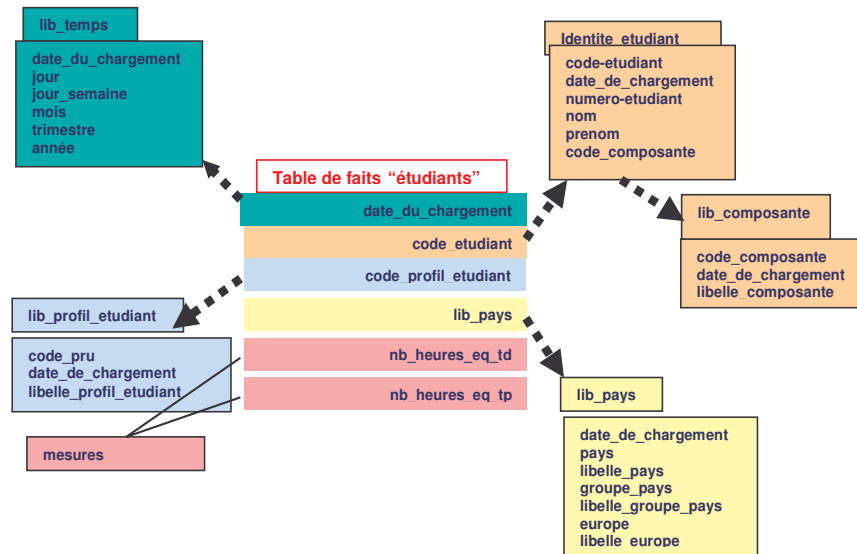 lib_temps
date_du_chargement
jour
jour_semaine
mois
trimestre
année
Identite_etudiant
code-etudiant
date_de_chargement
numero-etudiant
nom
prenom
code_composante
Table de faits “étudiants”
date_du_chargement
code_etudiant
code_profil_etudiant
lib_pays
nb_heures_eq_td
nb_heures_eq_tp
lib_composante
code_composante
date_de_chargement
libelle_composante
lib_profil_etudiant
code_pru
date_de_chargement
libelle_profil_etudiant
mesures
lib_pays
date_de_chargement
pays
libelle_pays
groupe_pays
libelle_groupe_pays
europe
libelle_europe